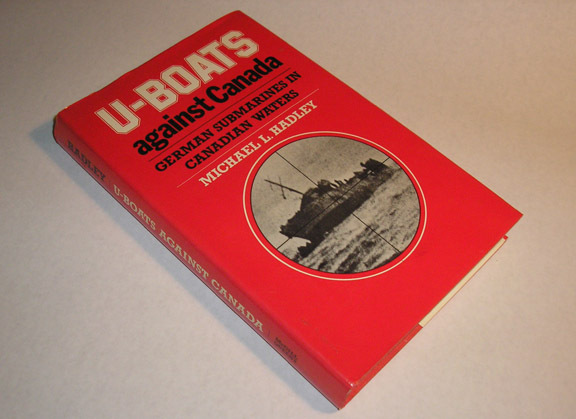 U-BOATS
against Canada
GERMAN SUBMARINES IN
CANADIAN WATERS
MICHAEL L. HADLEY
HADLEY U-BOATS AGAINST CANADA